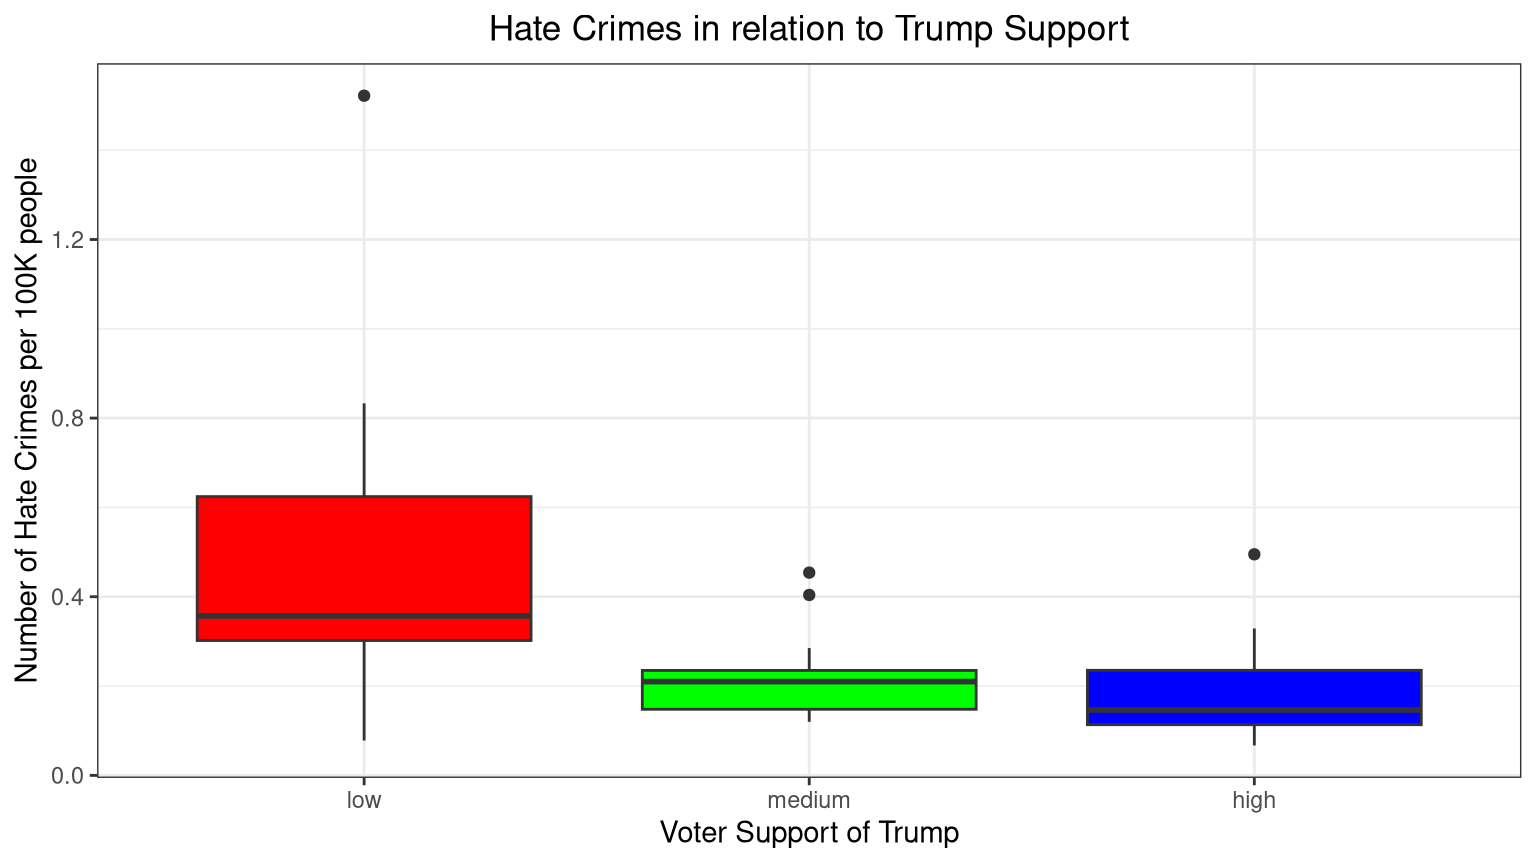 Hate Crimes in relation to Trump Support
Number of Hate Crimes per 100K people
1.2
0.8
0.4
0.0
low medium high
Voter Support of Trump